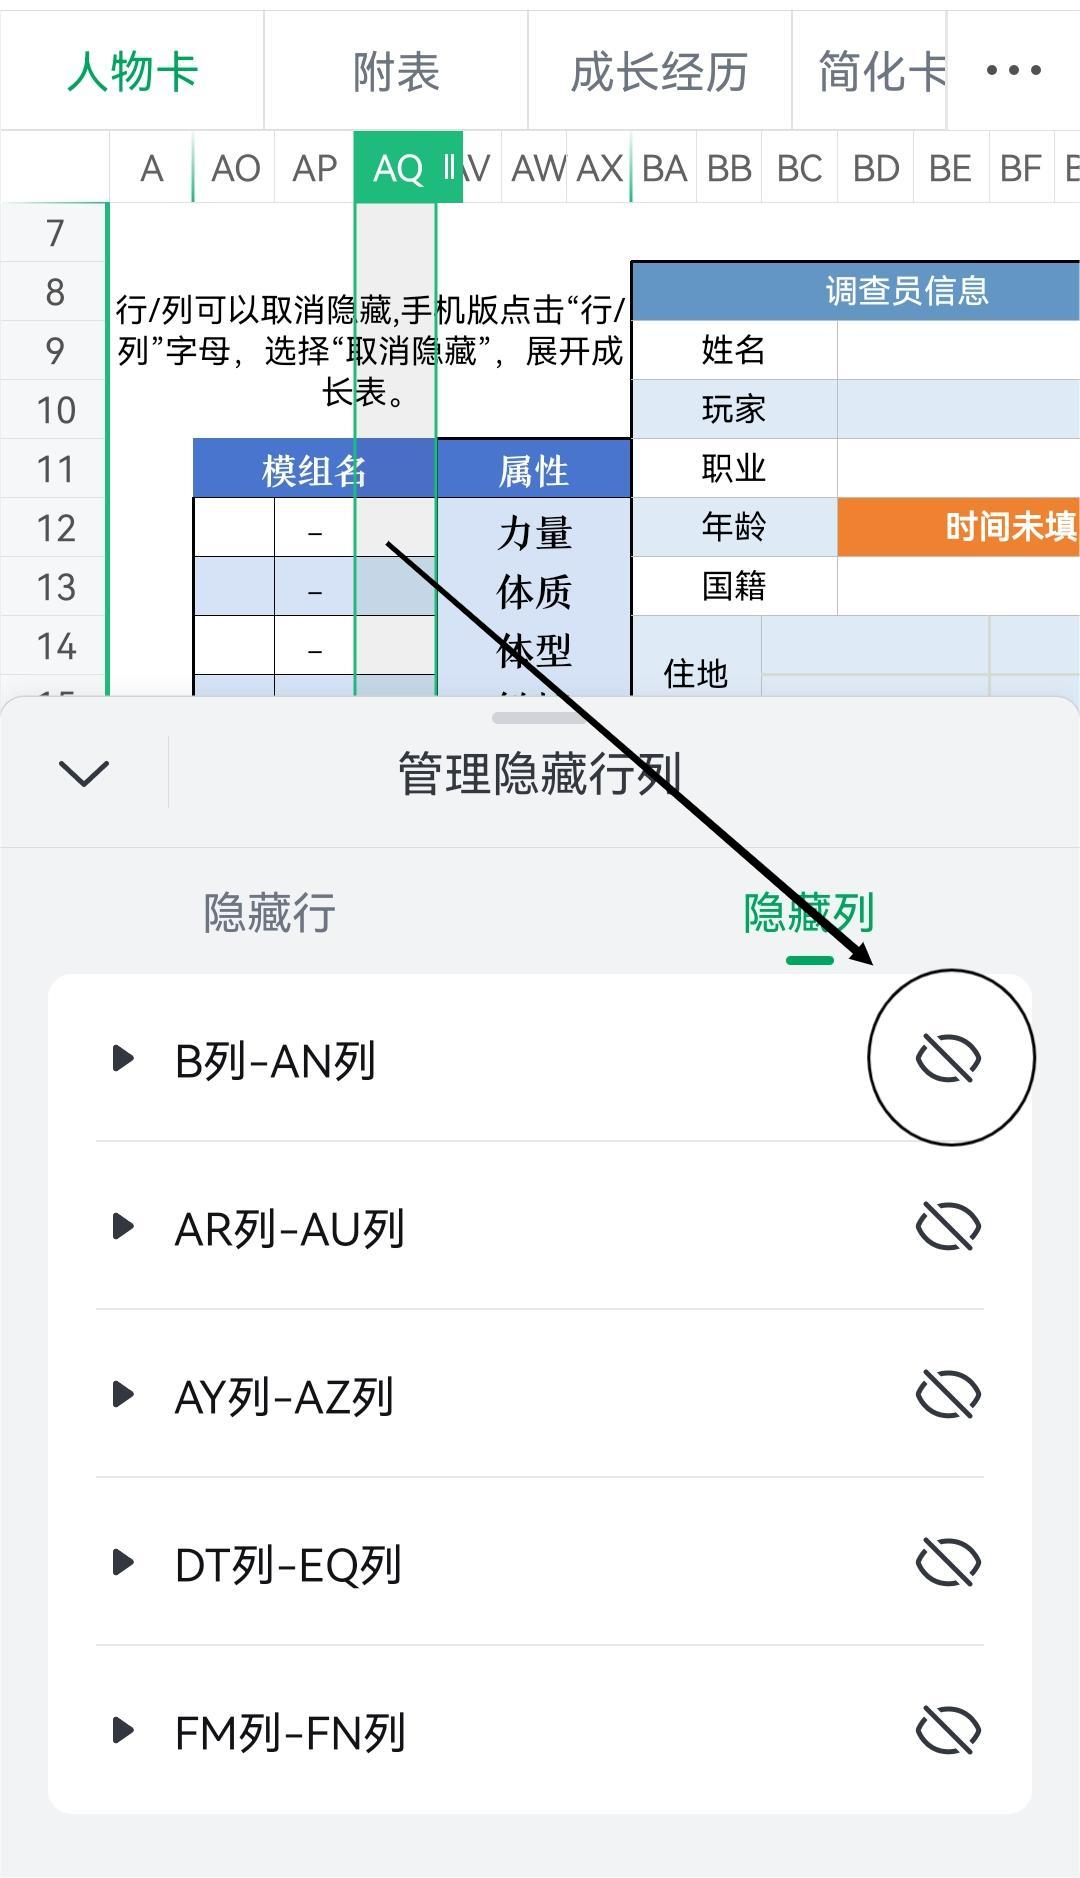 人物卡 附表 成长经历 简化卡
A AO AP AQ AV AW AX BA BB BC BD BE BF
7
8 调查员信息
行/列可以取消隐藏,手机版点击“行/
列”字母，选择“取消隐藏”，展开成
长表。
9 姓名
10 玩家
11 模组名 属性 职业
12 – 力量 年龄 时间未填
13 – 体质 国籍
14 – 体型
住地
管理隐藏行列
隐藏行 隐藏列
B列–AN列
AR列–AU列
AY列–AZ列
DT列–EQ列
FM列–FN列